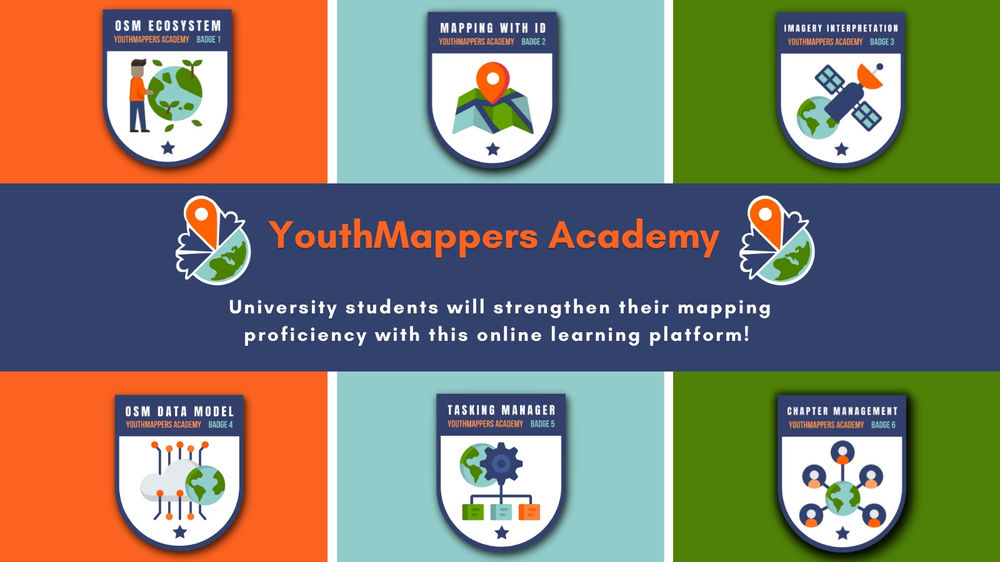 OSM ECOSYSTEM
YOUTHMAPPERS ACADEMY BADGE 1
MAPPING WITH ID
YOUTHMAPPERS ACADEMY BADGE 2
IMAGERY INTERPRETATION
YOUTHMAPPERS ACADEMY BADGE 3
YouthMappers Academy
University students will strengthen their mapping
proficiency with this online learning platform!
OSM DATA MODEL
YOUTHMAPPERS ACADEMY BADGE 4
TASKING MANAGER
YOUTHMAPPERS ACADEMY BADGE 5
CHAPTER MANAGEMENT
YOUTHMAPPERS ACADEMY BADGE 6